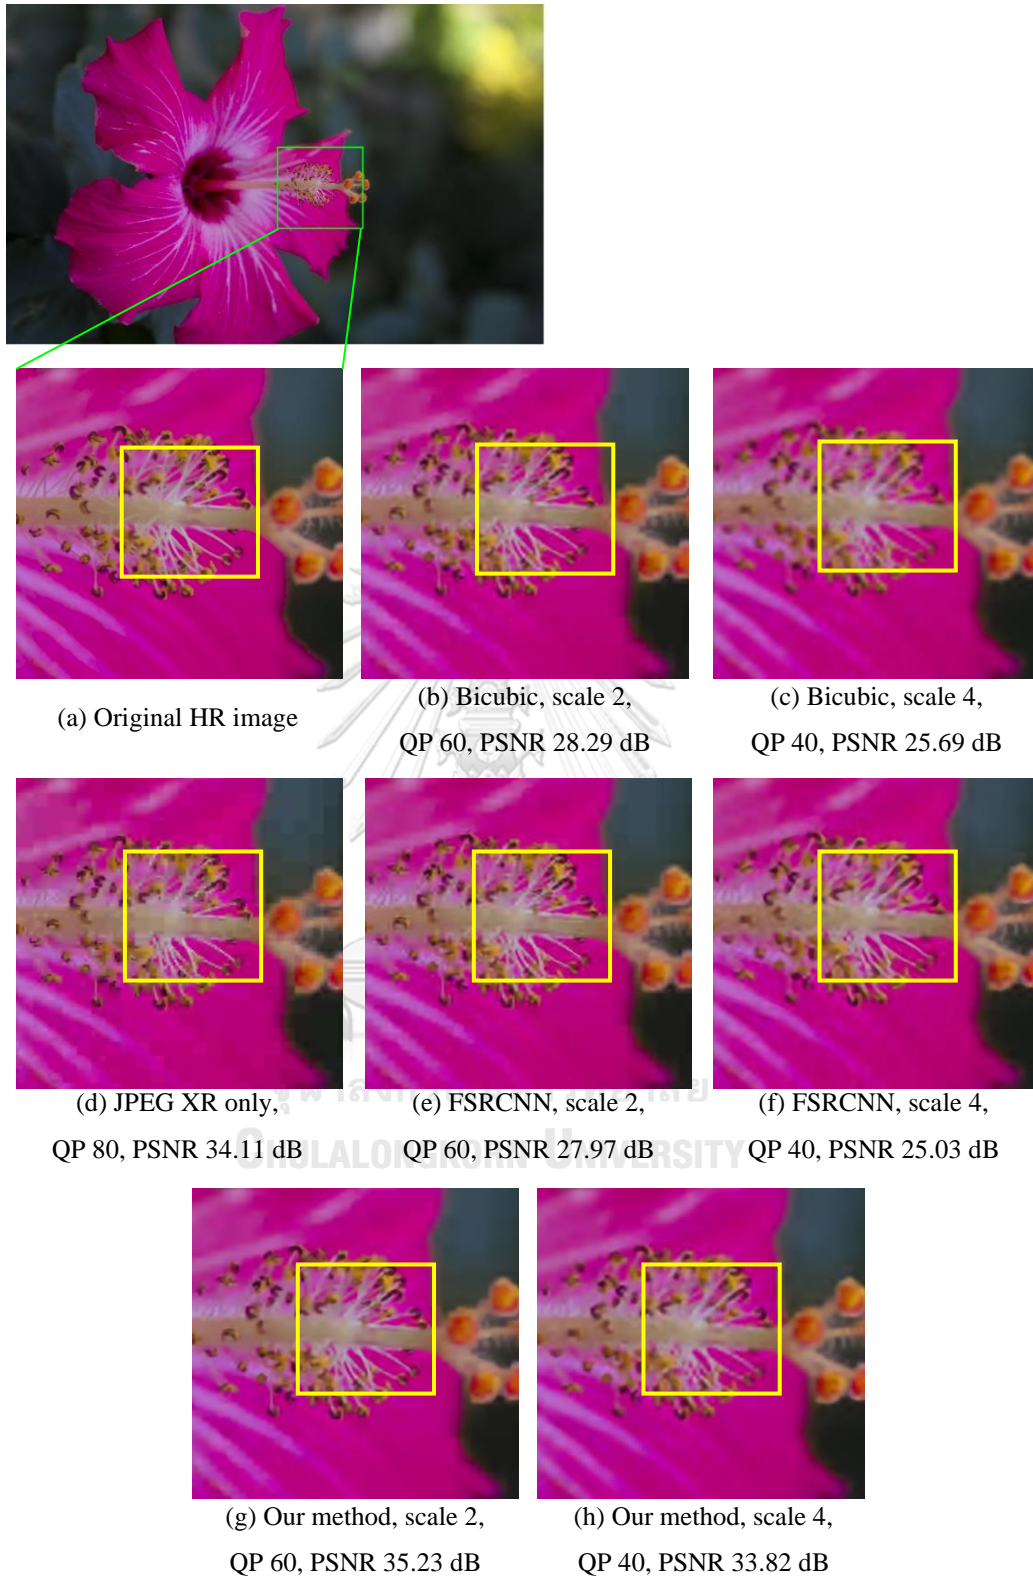 (a) Original HR image
(b) Bicubic, scale 2,
QP 60, PSNR 28.29 dB
(c) Bicubic, scale 4,
QP 40, PSNR 25.69 dB
(d) JPEG XR only,
QP 80, PSNR 34.11 dB
(e) FSRCNN, scale 2,
QP 60, PSNR 27.97 dB
(f) FSRCNN, scale 4,
QP 40, PSNR 25.03 dB
CHULALONGKORN UNIVERSITY
(g) Our method, scale 2,
QP 60, PSNR 35.23 dB
(h) Our method, scale 4,
QP 40, PSNR 33.82 dB